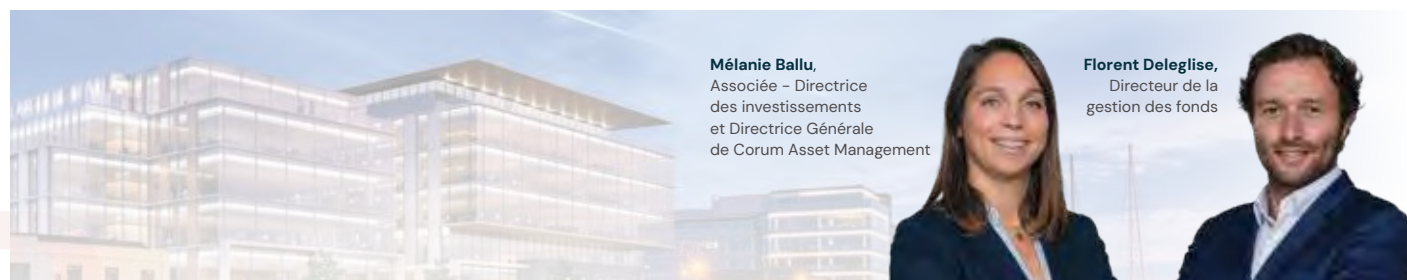 Mélanie Ballu,
Associée - Directrice
des investissements
et Directrice Générale
de Corum Asset Management
Florent Deleglise,
Directeur de la
gestion des fonds